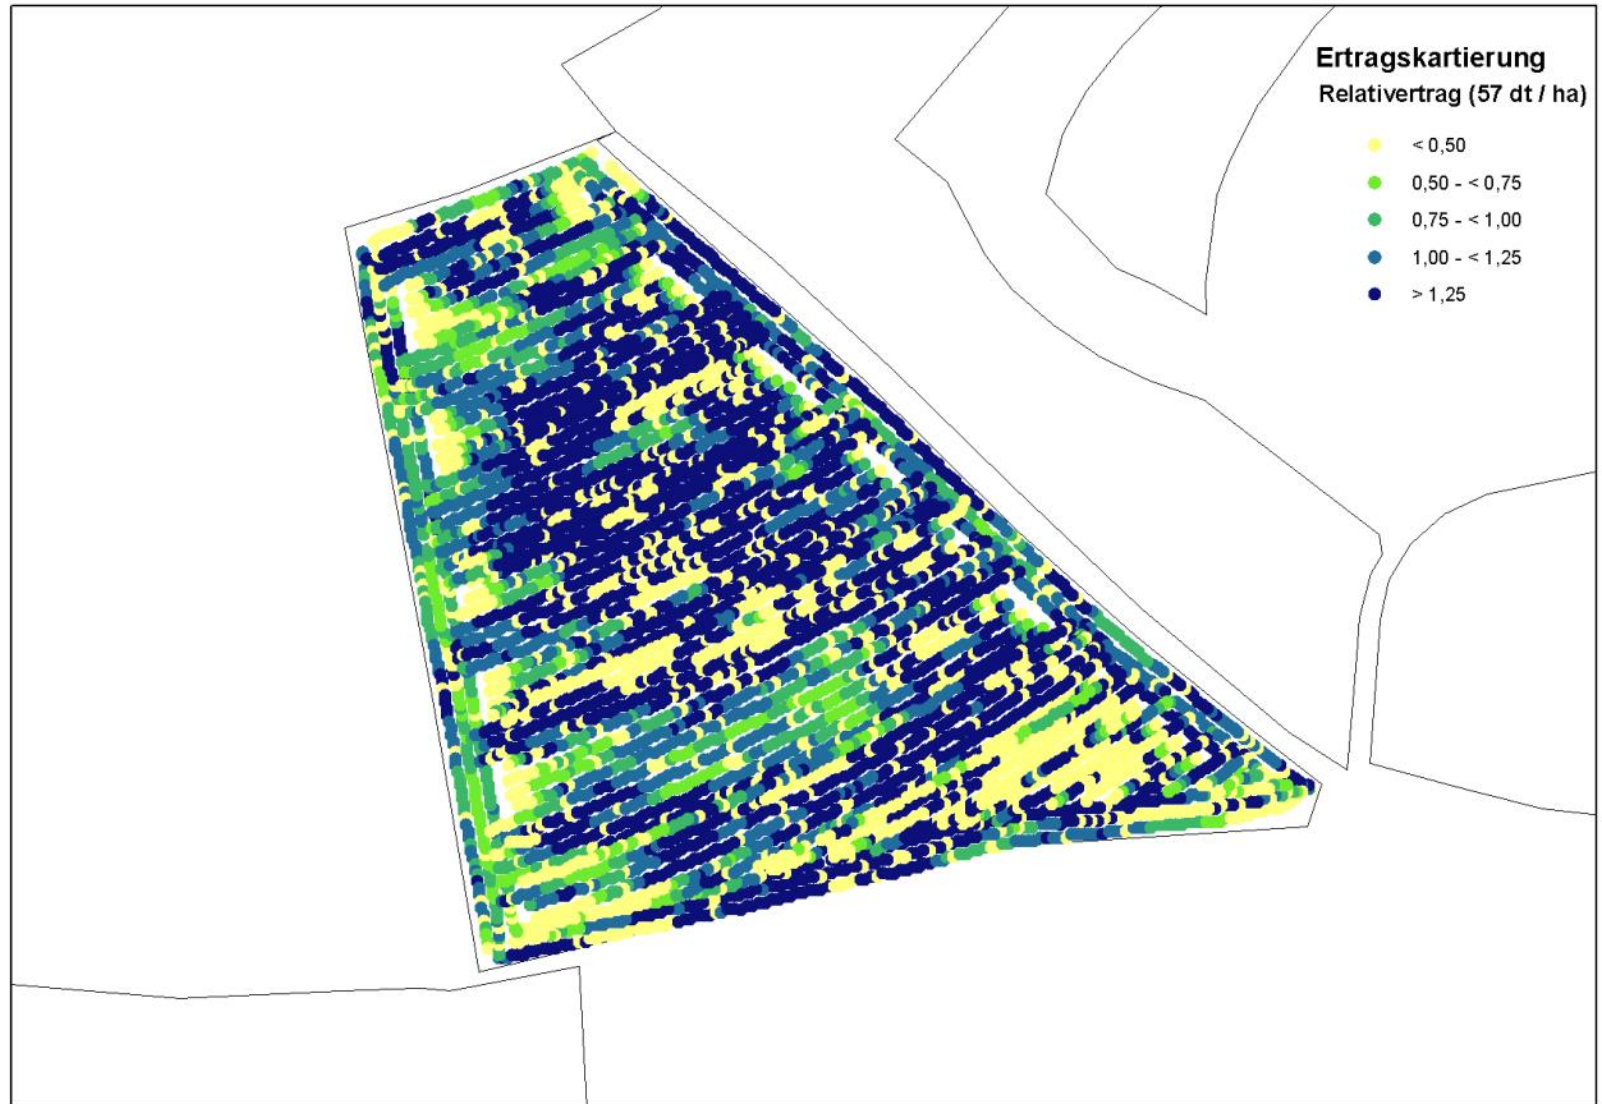 Ertragskartierung
Relativertrag (57 dt / ha)
< 0,50
0,50 - < 0,75
0,75 - < 1,00
1,00 - < 1,25
> 1,25